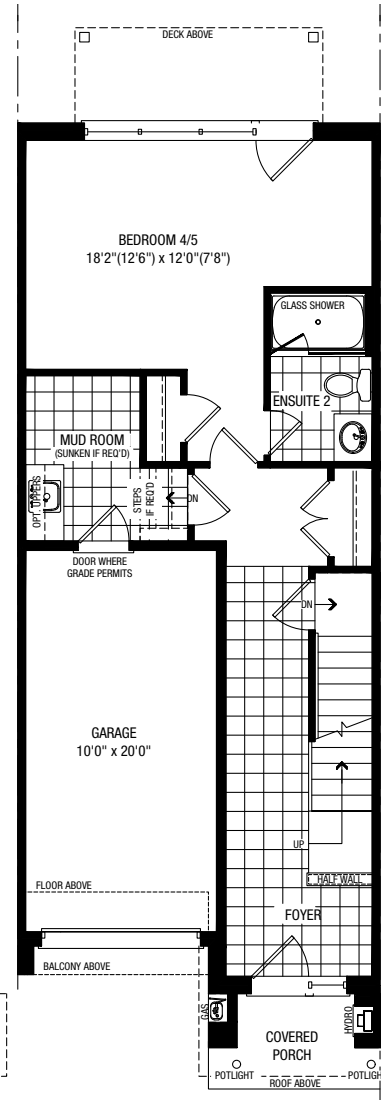 DECK ABOVE
BEDROOM 4/5
18'2"(12'6") x 12'0"(7'8")
GLASS SHOWER
ENSUITE 2
MUD ROOM
(SUNKEN IF REQ'D)
OPT. UPPERS
STEPS
IF REQ'D
DN
DOOR WHERE
GRADE PERMITS
DN
GARAGE
10'0" x 20'0"
UP
HALF WALL
FLOOR ABOVE
FOYER
BALCONY ABOVE
GAS
HYDRO
COVERED
PORCH
POTLIGHT
POTLIGHT
ROOF ABOVE